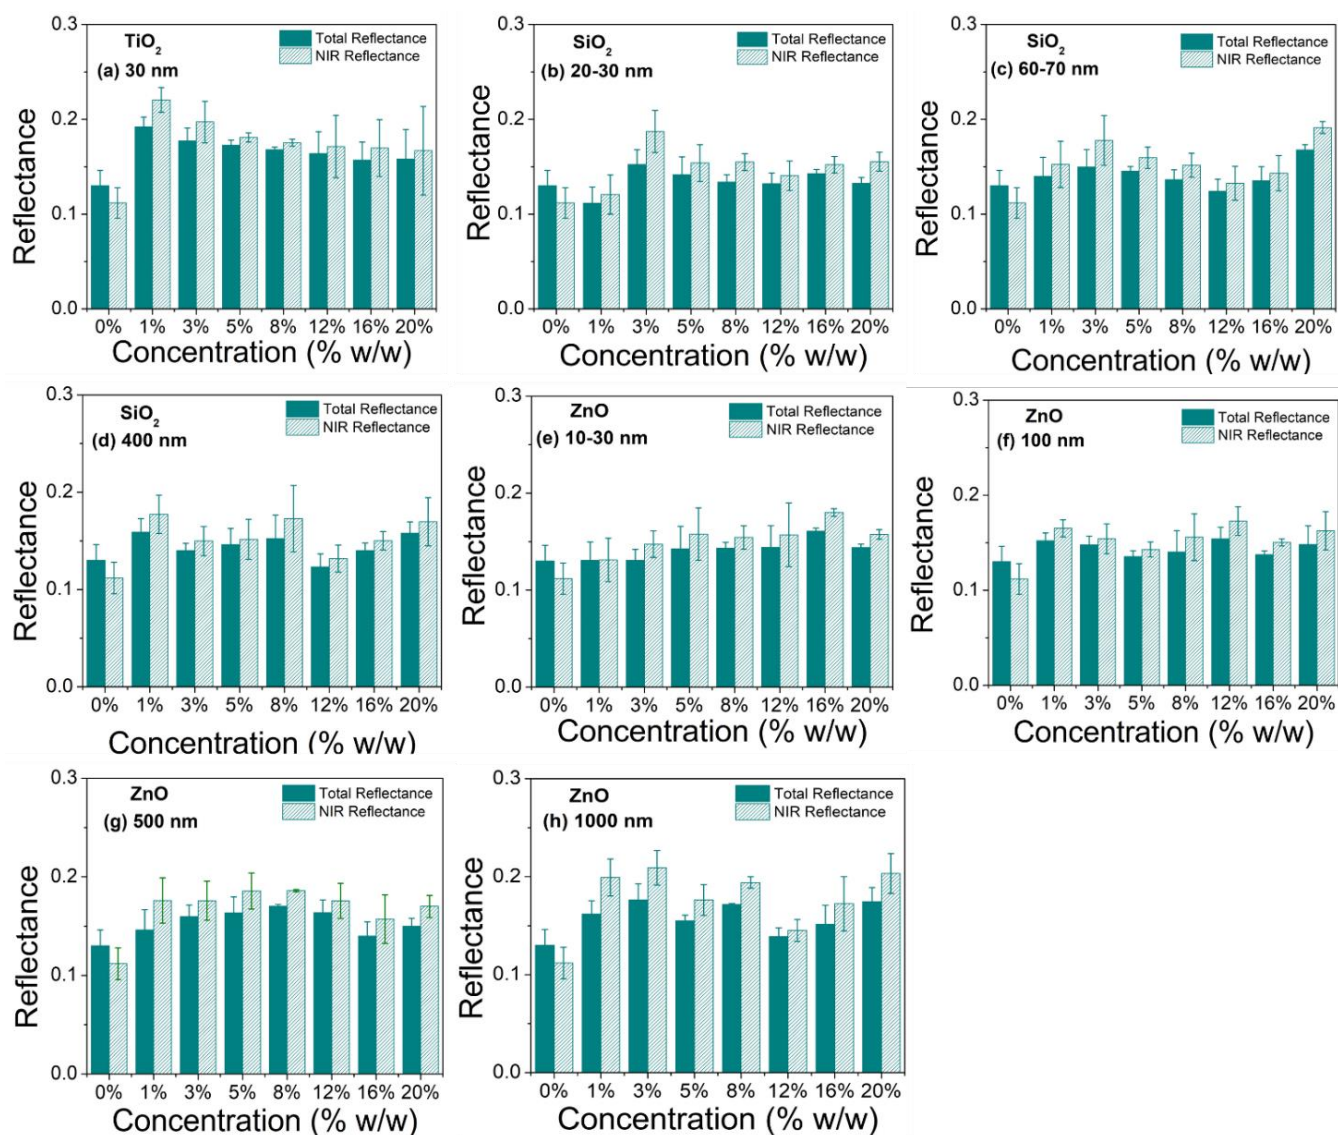 TiO2
(a) 30 nm
Total Reflectance
NIR Reflectance
0.3
0.2
0.1
0.0
Reflectance
0% 1% 3% 5% 8% 12% 16% 20%
Concentration (% w/w)
SiO2
(b) 20-30 nm
Total Reflectance
NIR Reflectance
0.3
0.2
0.1
0.0
Reflectance
0% 1% 3% 5% 8% 12% 16% 20%
Concentration (% w/w)
SiO2
(c) 60-70 nm
Total Reflectance
NIR Reflectance
0.3
0.2
0.1
0.0
Reflectance
0% 1% 3% 5% 8% 12% 16% 20%
Concentration (% w/w)
SiO2
(d) 400 nm
Total Reflectance
NIR Reflectance
0.3
0.2
0.1
0.0
Reflectance
0% 1% 3% 5% 8% 12% 16% 20%
Concentration (% w/w)
ZnO
(e) 10-30 nm
Total Reflectance
NIR Reflectance
0.3
0.2
0.1
0.0
Reflectance
0% 1% 3% 5% 8% 12% 16% 20%
Concentration (% w/w)
ZnO
(f) 100 nm
Total Reflectance
NIR Reflectance
0.3
0.2
0.1
0.0
Reflectance
0% 1% 3% 5% 8% 12% 16% 20%
Concentration (% w/w)
ZnO
(g) 500 nm
Total Reflectance
NIR Reflectance
0.3
0.2
0.1
0.0
Reflectance
0% 1% 3% 5% 8% 12% 16% 20%
Concentration (% w/w)
ZnO
(h) 1000 nm
Total Reflectance
NIR Reflectance
0.3
0.2
0.1
0.0
Reflectance
0% 1% 3% 5% 8% 12% 16% 20%
Concentration (% w/w)